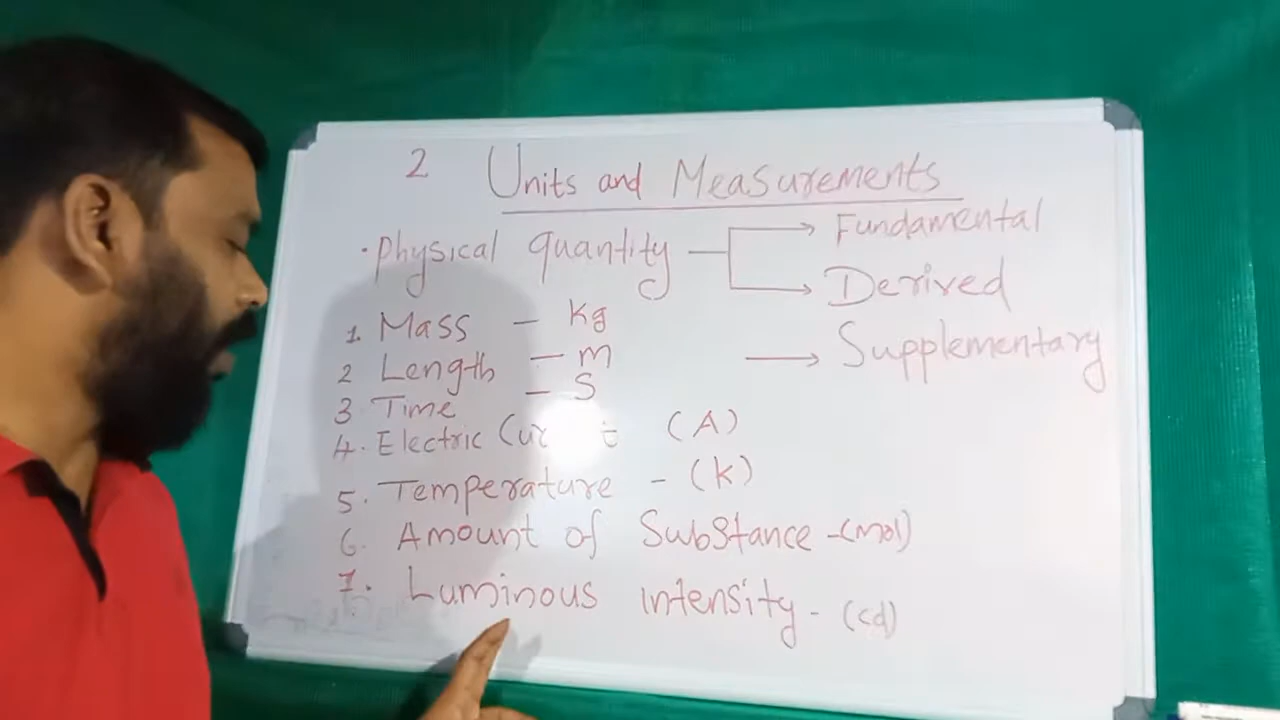 2 Units and Measurements
· Physical quantity → Fundamental
→ Derived
→ Supplementary
1. Mass – Kg
2 Length – m
3 Time – S
4. Electric (A)
5. Temperature – (K)
6. Amount of Substance – (mol)
7. Luminous intensity – (cd)